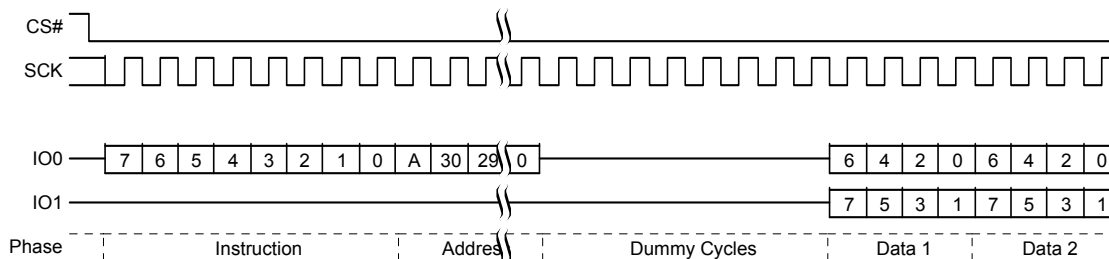 CS#
SCK
IO0 7 6 5 4 3 2 1 0 A 30 29 0 6 4 2 0 6 4 2 0
IO1 7 5 3 1 7 5 3 1
Phase Instruction Addres Dummy Cycles Data 1 Data 2